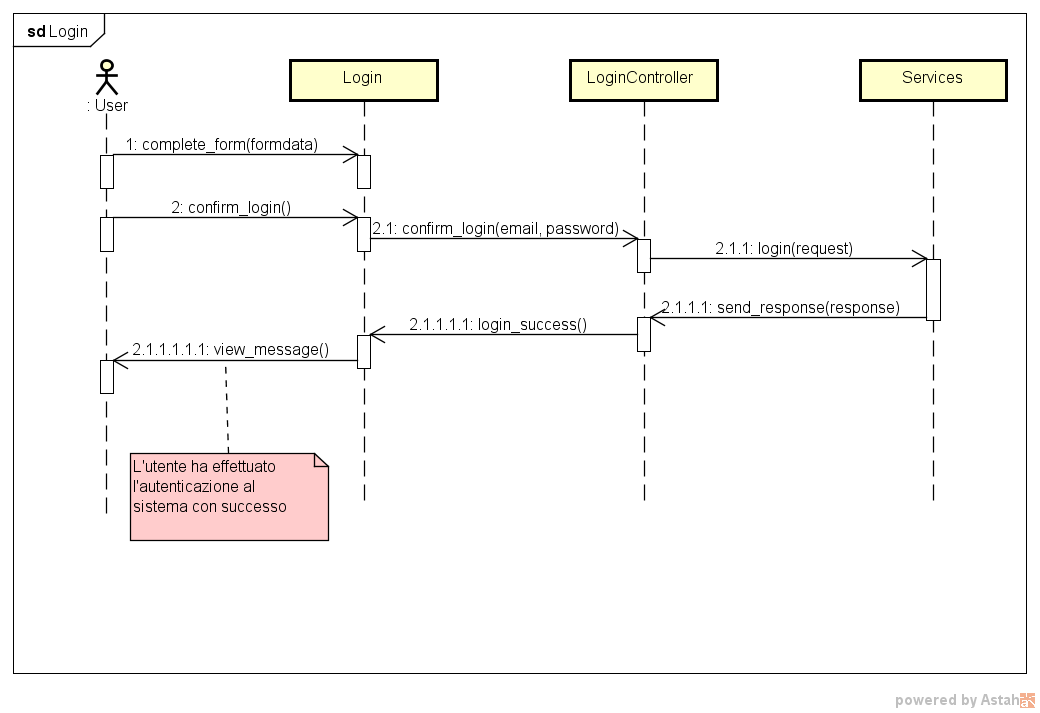 sd Login
: User
Login
LoginController
Services
1: complete_form(formdata)
2: confirm_login()
2.1: confirm_login(email, password)
2.1.1: login(request)
2.1.1.1: send_response(response)
2.1.1.1.1: login_success()
2.1.1.1.1.1: view_message()
L'utente ha effettuato
l'autenticazione al
sistema con successo
powered by Astah